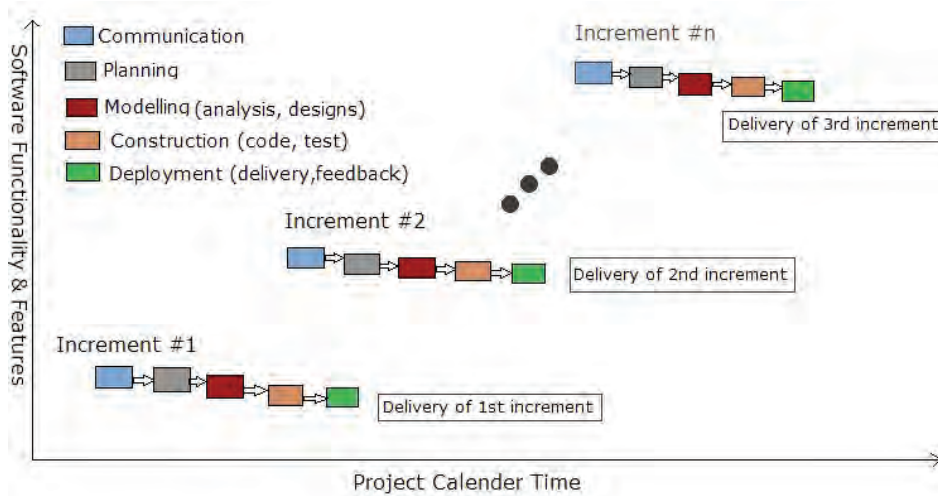 Software Functionality & Features
Communication
Planning
Modelling (analysis, designs)
Construction (code, test)
Deployment (delivery,feedback)
Increment #n
Delivery of 3rd increment
Increment #2
Delivery of 2nd increment
Increment #1
Delivery of 1st increment
Project Calender Time